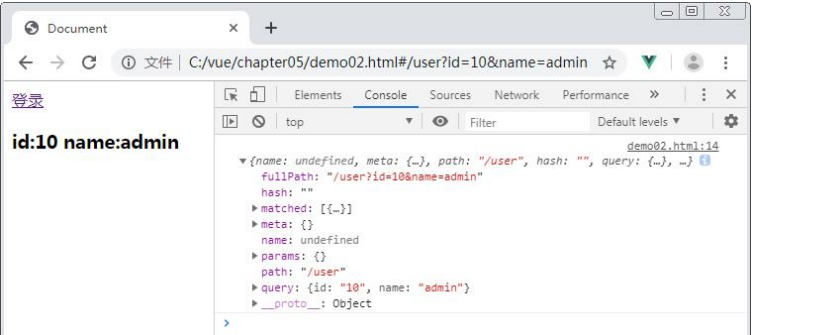 Document
文件 C:/vue/chapter05/demo02.html#/user?id=10&name=admin
登录
id:10 name:admin
Elements Console Sources Network Performance
top Filter Default levels
demo02.html:14
{name: undefined, meta: {…}, path: "/user", hash: "", query: {…}, …}
fullPath: "/user?id=10&name=admin"
hash: ""
matched: [{…}]
meta: {}
name: undefined
params: {}
path: "/user"
query: {id: "10", name: "admin"}
__proto__: Object